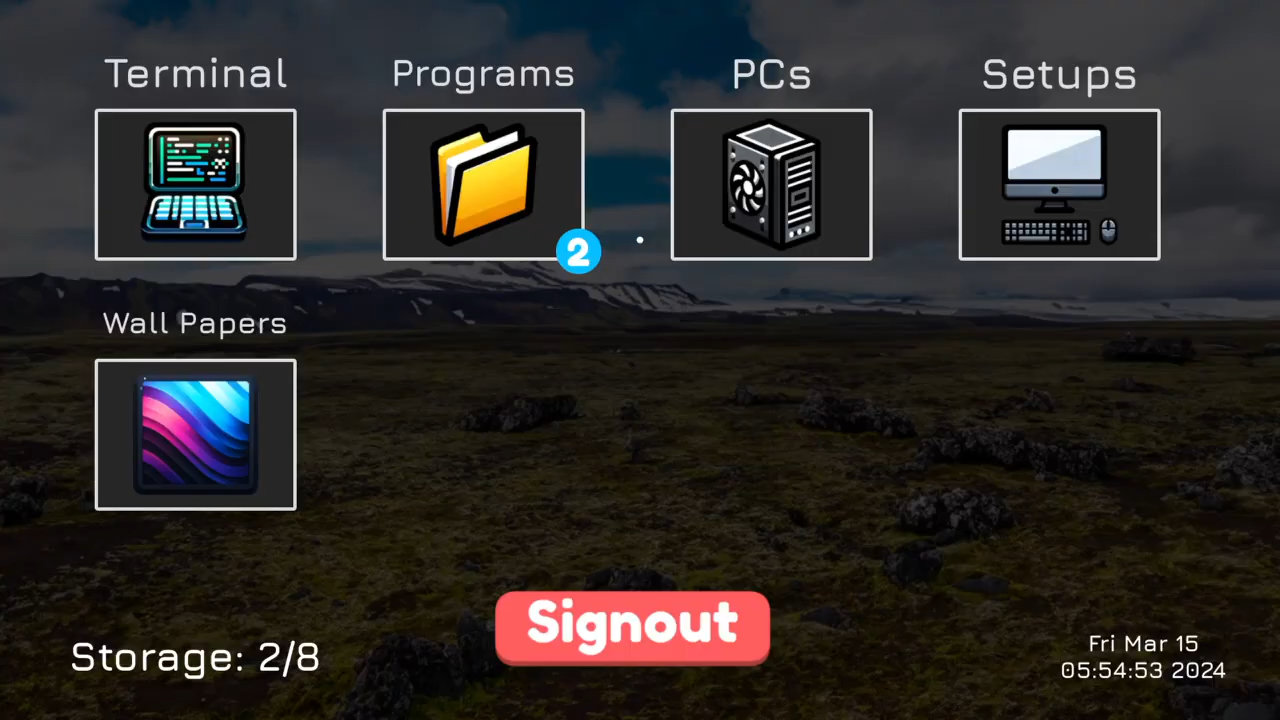 Terminal
Programs
PCs
Setups
2
Wall Papers
Signout
Storage: 2/8
Fri Mar 15
05:54:53 2024